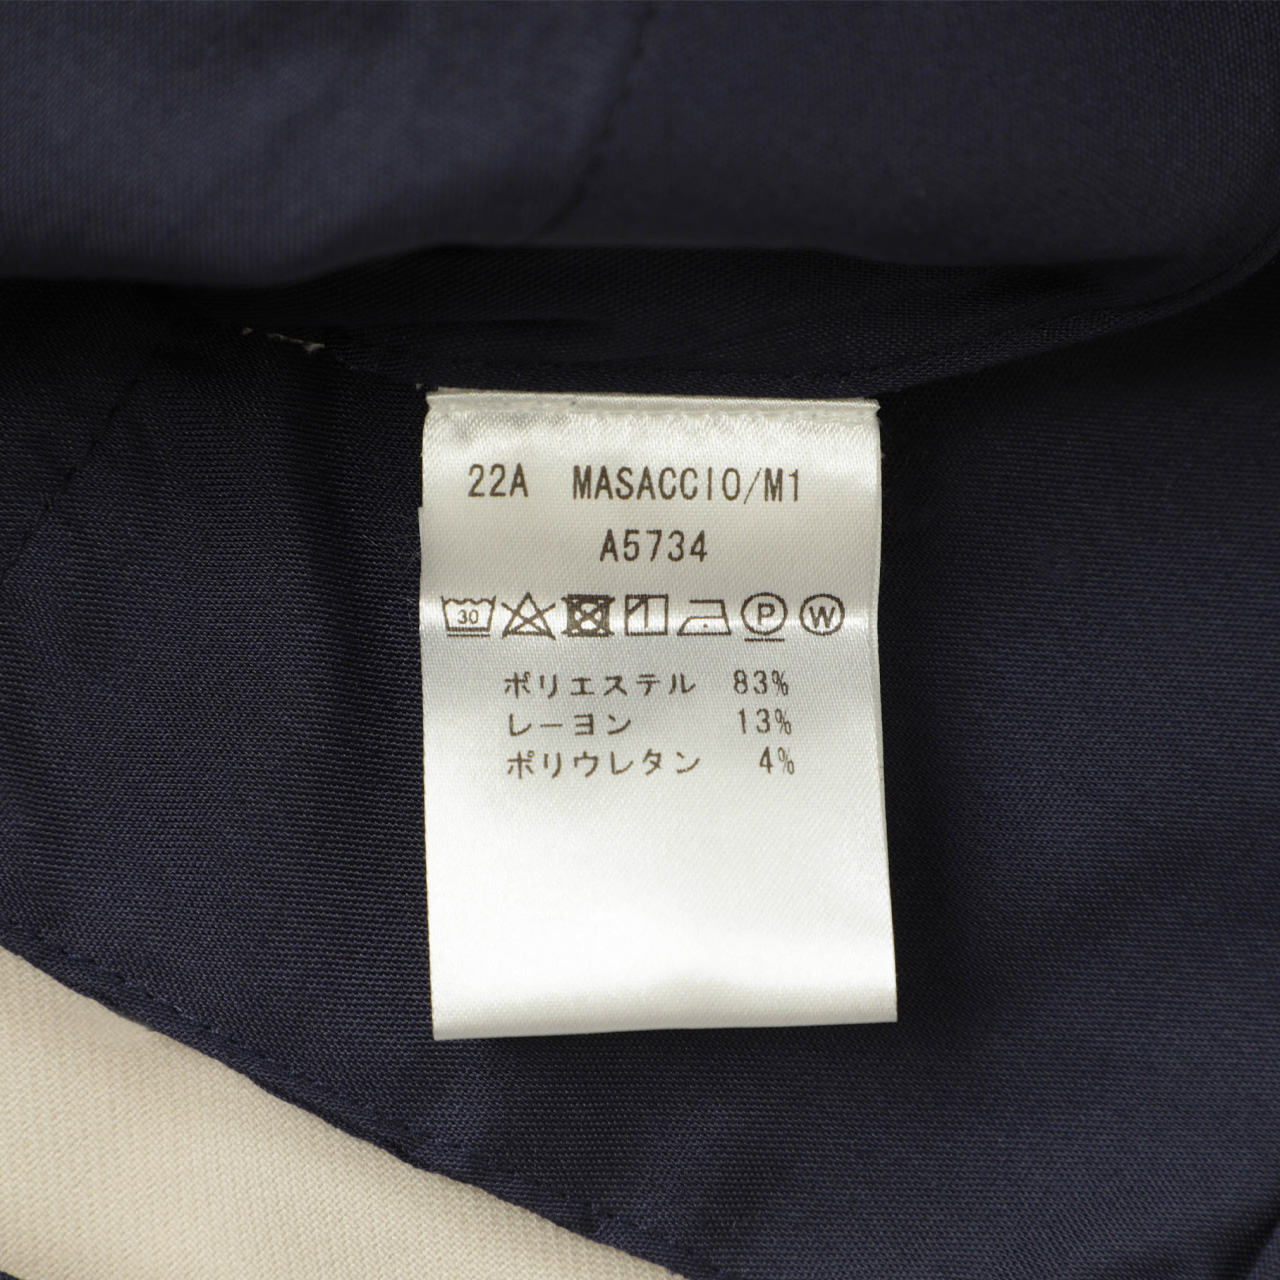 22A MASACCIO/M1
A5734
30 P W
ポリエステル 83%
レーヨン 13%
ポリウレタン 4%